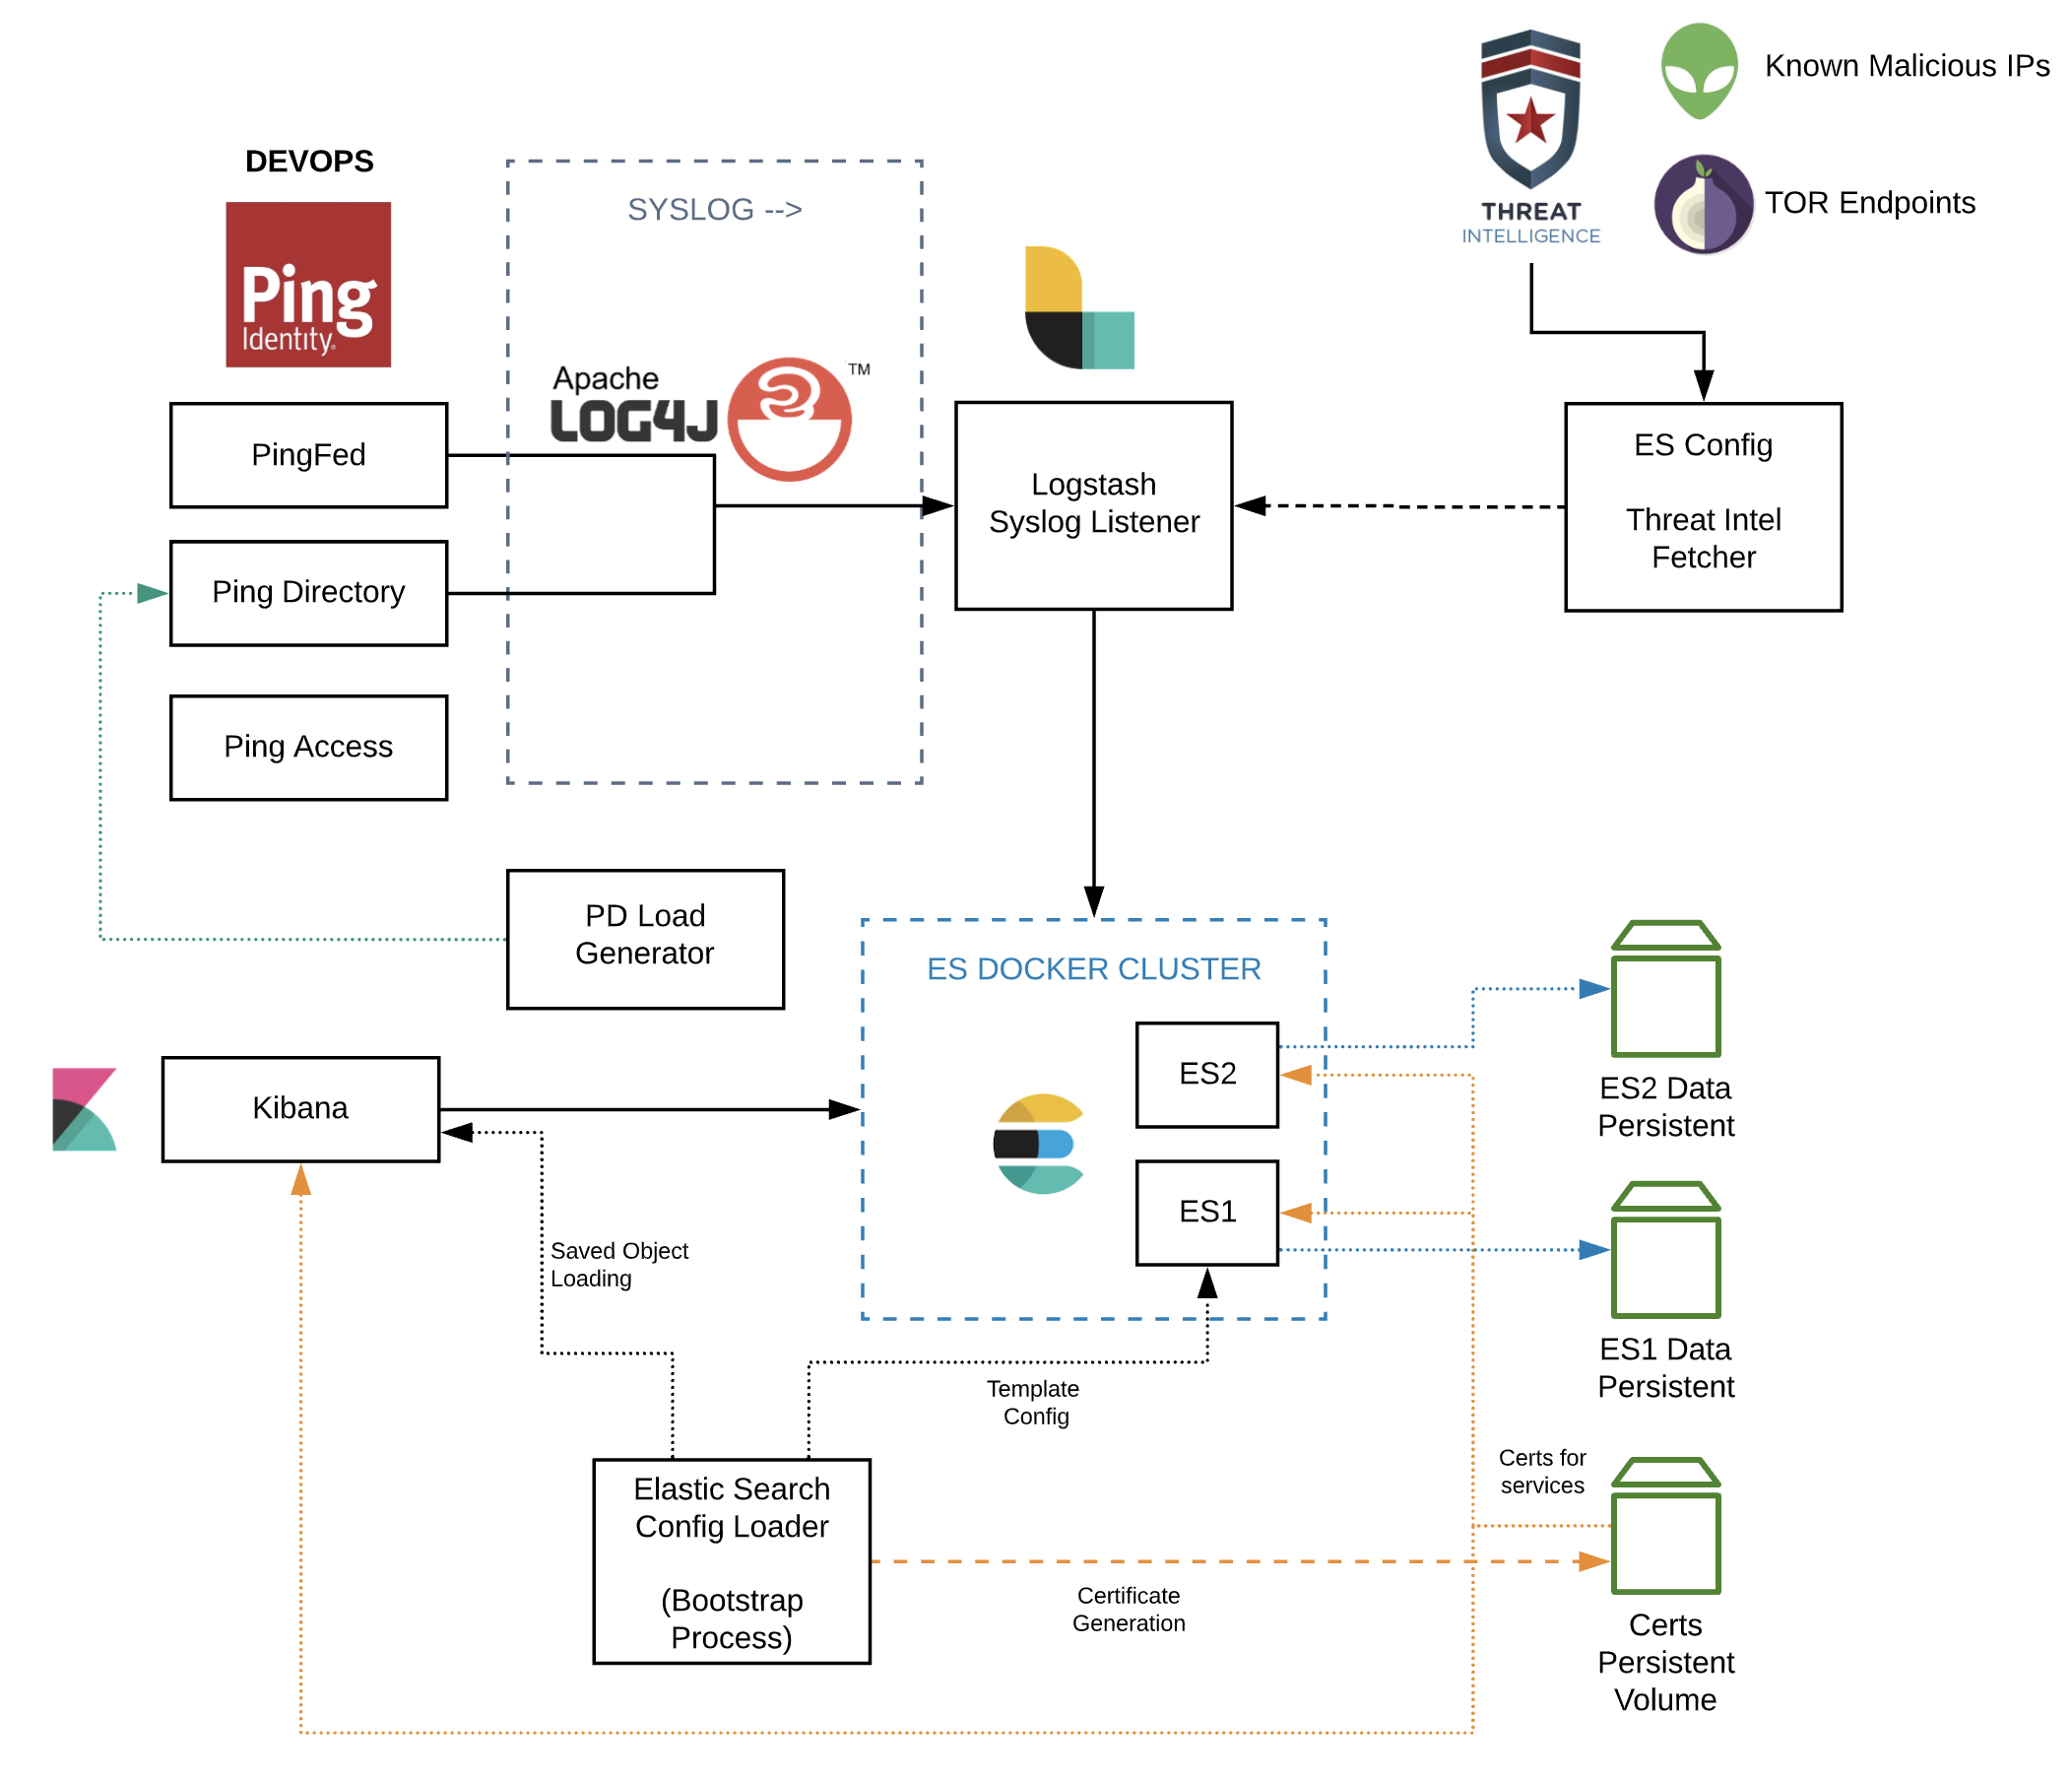 Known Malicious IPs
DEVOPS
SYSLOG -->
THREAT
INTELLIGENCE
TOR Endpoints
Ping
Identity®
Apache
LOG4J
TM
PingFed
Logstash
Syslog Listener
ES Config
Threat Intel
Fetcher
Ping Directory
Ping Access
PD Load
Generator
ES DOCKER CLUSTER
ES2
ES2 Data
Persistent
Kibana
ES1
Saved Object
Loading
ES1 Data
Persistent
Template
Config
Certs for
services
Elastic Search
Config Loader
(Bootstrap
Process)
Certificate
Generation
Certs
Persistent
Volume